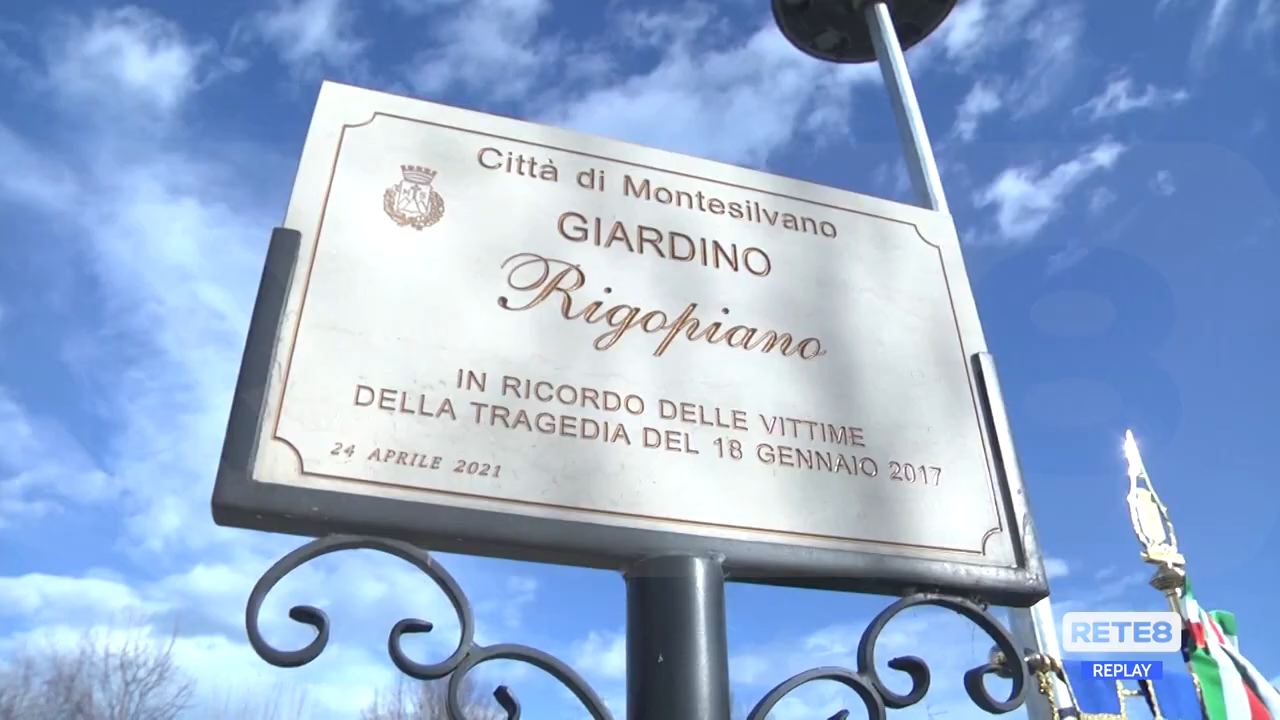 Città di Montesilvano
GIARDINO
Rigopiano
IN RICORDO DELLE VITTIME
DELLA TRAGEDIA DEL 18 GENNAIO 2017
24 APRILE 2021
RETE8
REPLAY